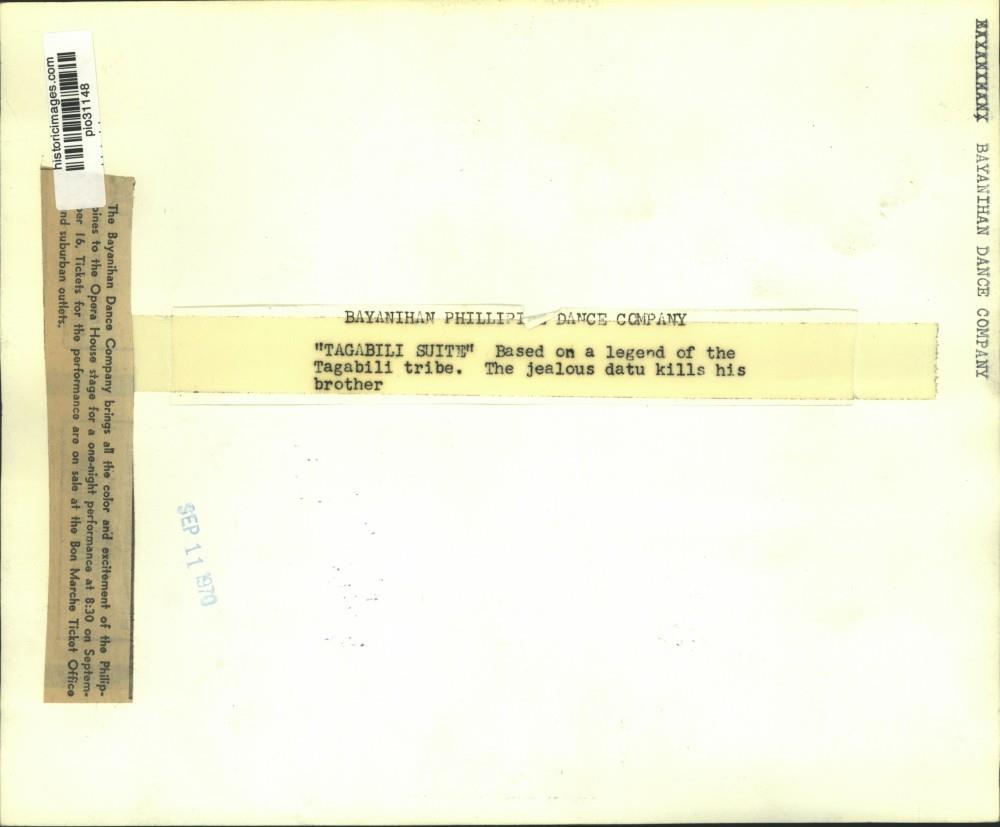 historicimages.com
pio31148
The Bayanihan Dance Company brings all the color and excitement of the Philip-
pines to the Opera House stage for a one-night performance at 8:30 on Septem-
ber 16. Tickets for the performance are on sale at the Bon Marche Ticket Office
nd suburban outlets.
BAYANIHAN PHILLIPI DANCE COMPANY
"TAGABILI SUITE" Based on a legend of the
Tagabili tribe. The jealous datu kills his
brother
SEP 11 1970
BAYANIHAN DANCE COMPANY